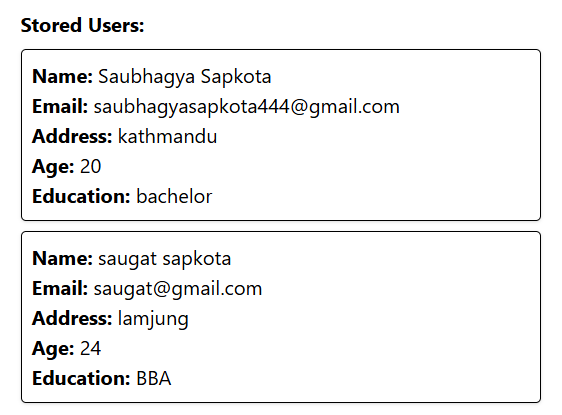 Stored Users:
Name: Saubhagya Sapkota
Email: saubhagyasapkota444@gmail.com
Address: kathmandu
Age: 20
Education: bachelor
Name: saugat sapkota
Email: saugat@gmail.com
Address: lamjung
Age: 24
Education: BBA